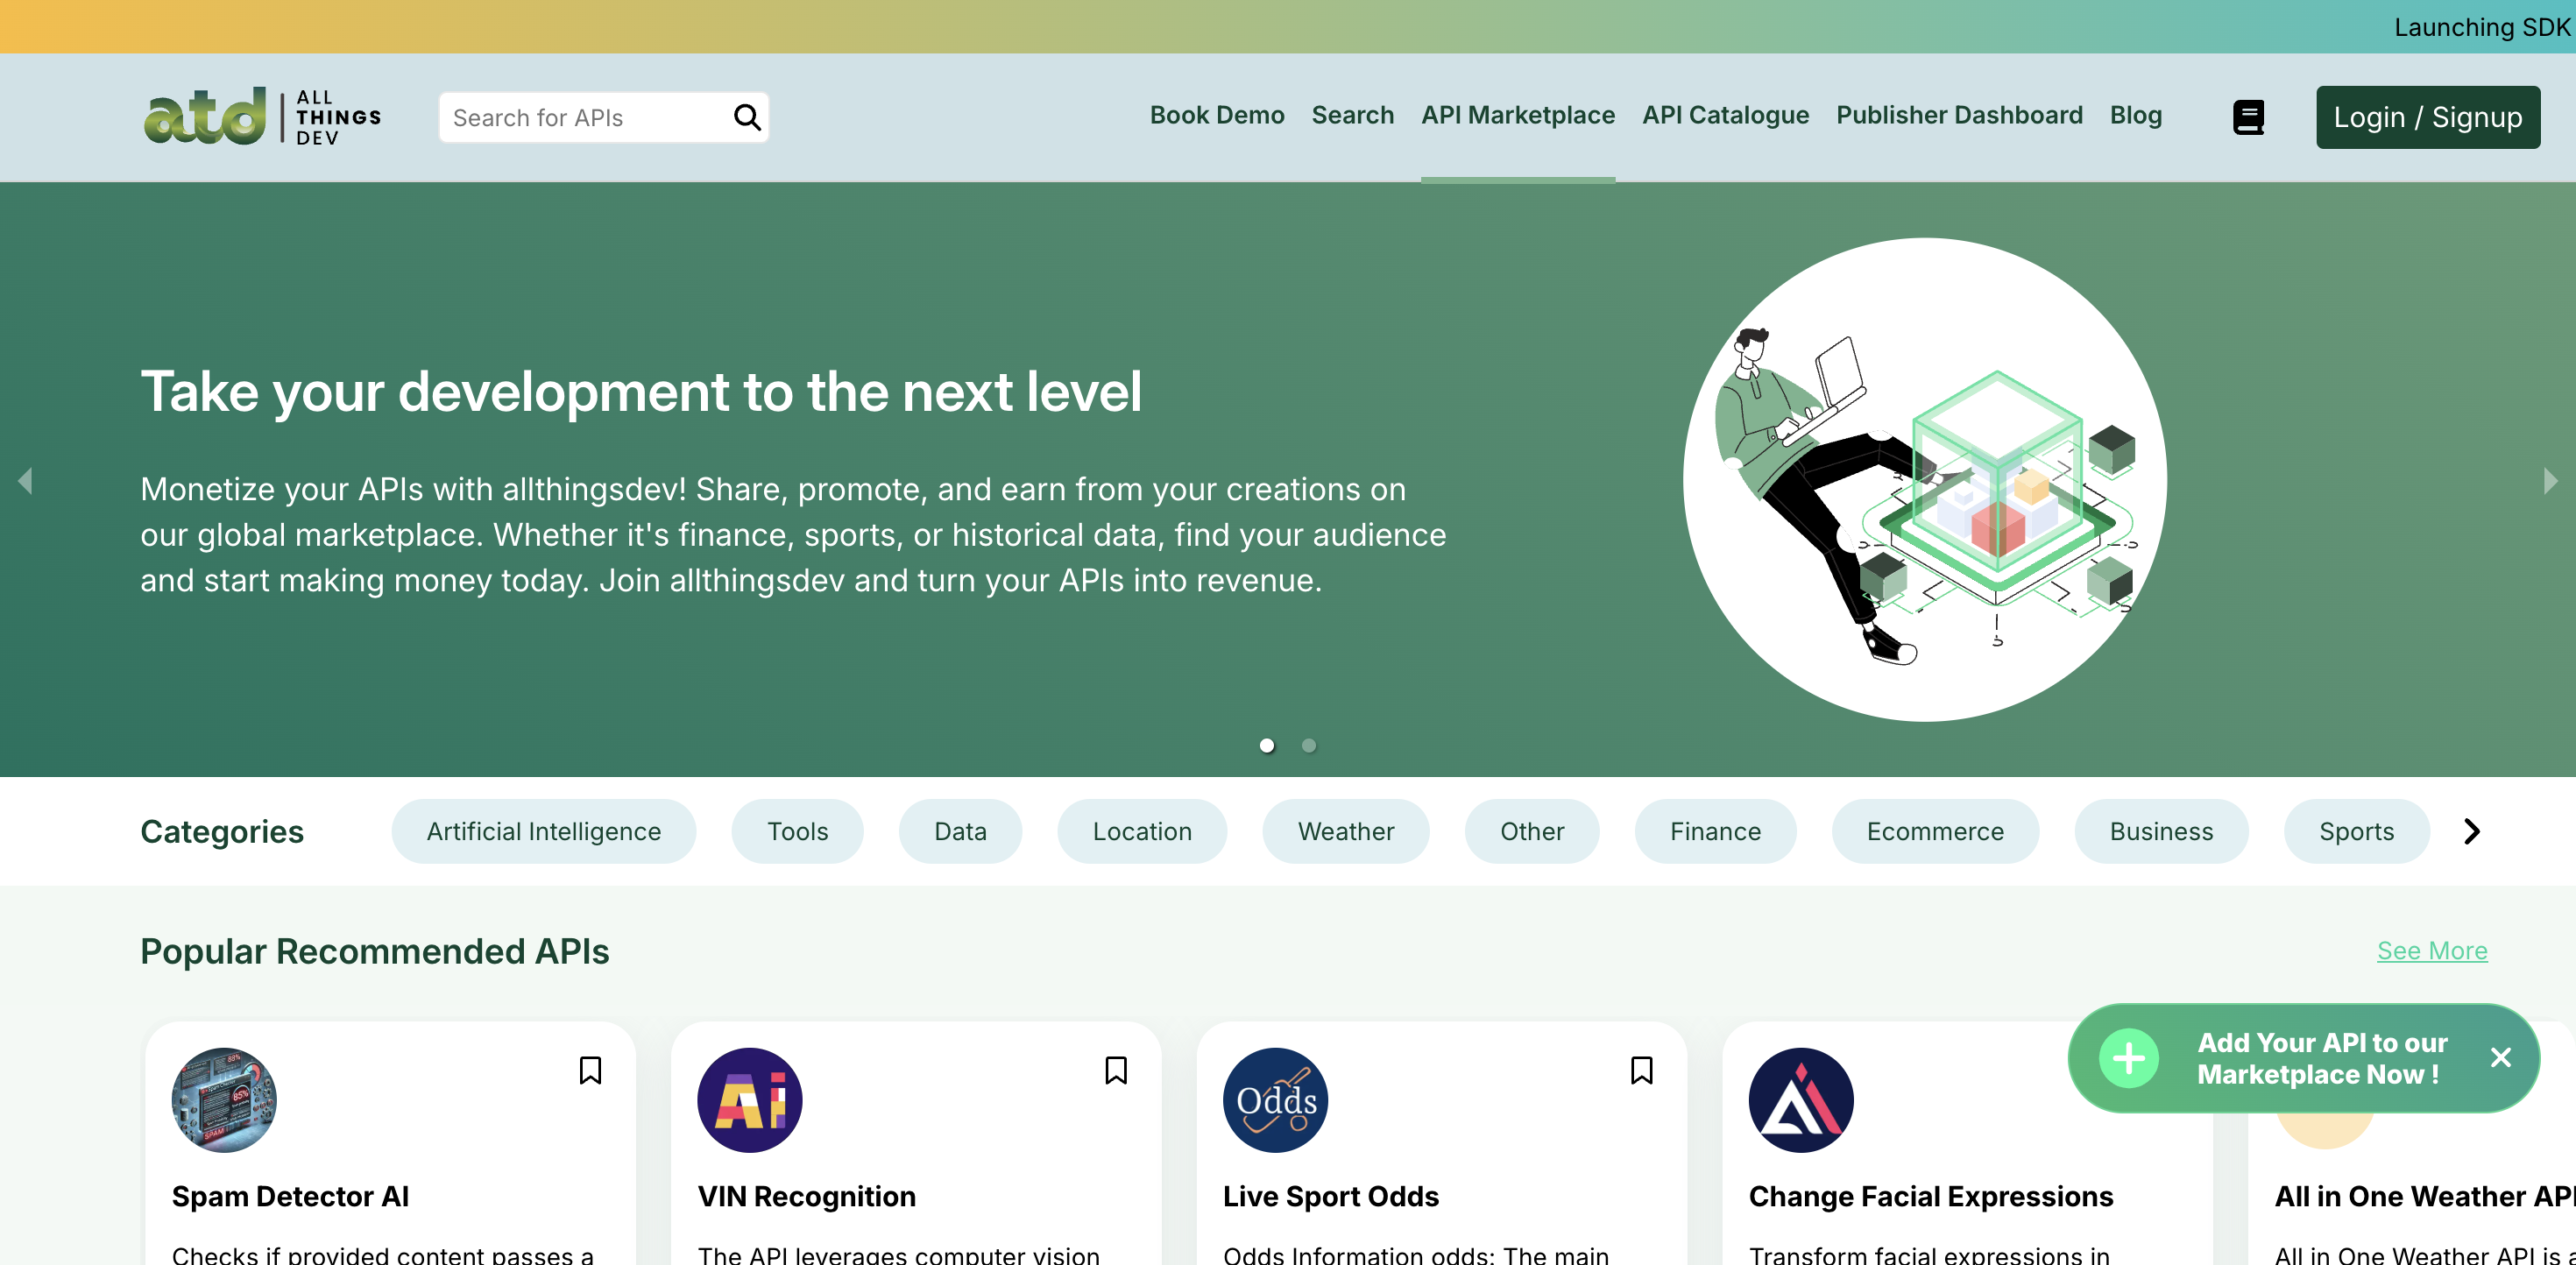 Launching SDK
atd
ALL
THINGS
DEV
Search for APIs
Book Demo
Search
API Marketplace
API Catalogue
Publisher Dashboard
Blog
Login / Signup
Take your development to the next level
Monetize your APIs with allthingsdev! Share, promote, and earn from your creations on
our global marketplace. Whether it's finance, sports, or historical data, find your audience
and start making money today. Join allthingsdev and turn your APIs into revenue.
Categories
Artificial Intelligence
Tools
Data
Location
Weather
Other
Finance
Ecommerce
Business
Sports
Popular Recommended APIs
See More
Add Your API to our
Marketplace Now !
88%
85%
SPAM
Ai
Odds
Spam Detector AI
VIN Recognition
Live Sport Odds
Change Facial Expressions
All in One Weather API
Checks if provided content passes a
The API leverages computer vision
Odds Information odds: The main
Transform facial expressions in
All in One Weather API is a